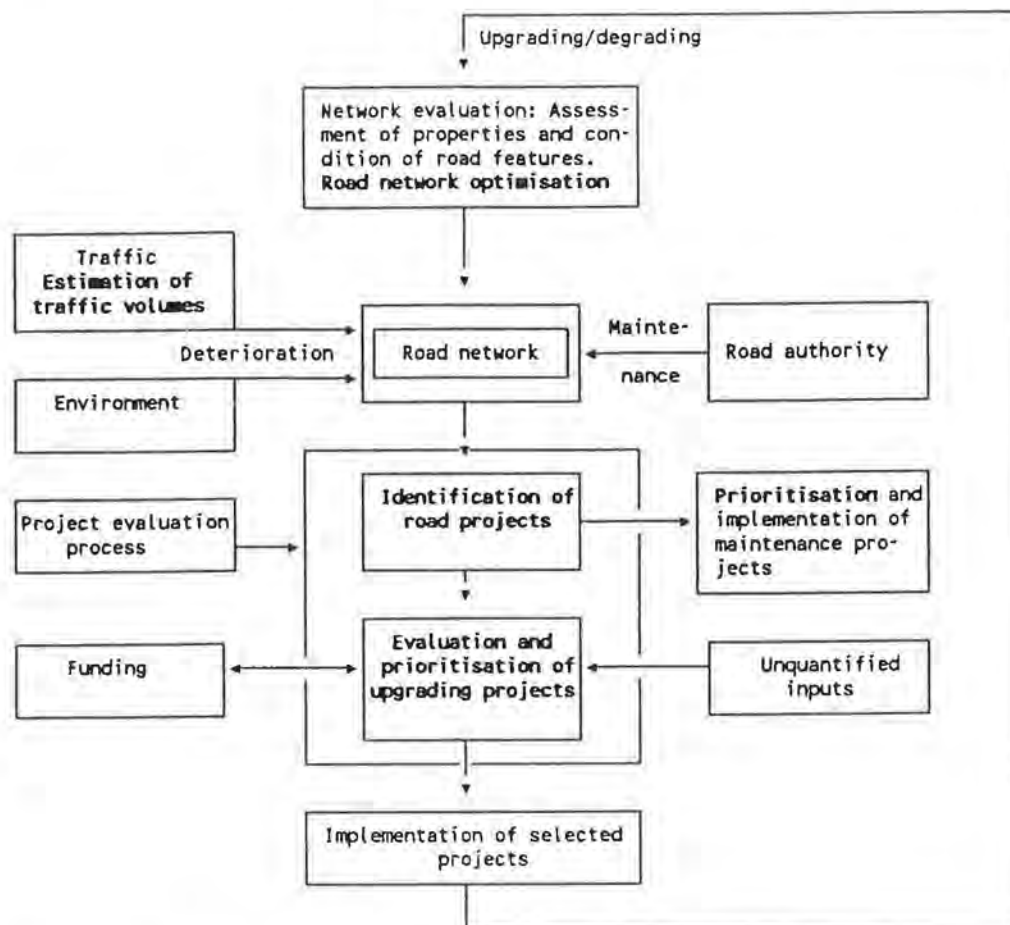 Upgrading/degrading
Network evaluation: Assess-
ment of properties and con-
dition of road features.
Road network optimisation
Traffic
Estimation of
traffic volumes
Deterioration
Environment
Road network
Mainte-
nance
Road authority
Identification of
road projects
Prioritisation and
implementation of
maintenance pro-
jects
Project evaluation
process
Evaluation and
prioritisation of
upgrading projects
Funding
Unquantified
inputs
Implementation of selected
projects